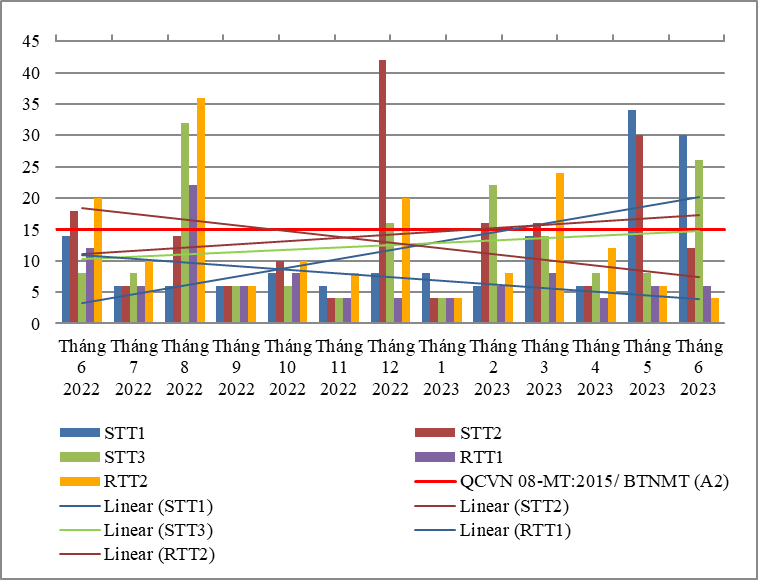 45
40
35
30
25
20
15
10
5
0
Tháng 6 2022
Tháng 7 2022
Tháng 8 2022
Tháng 9 2022
Tháng 10 2022
Tháng 11 2022
Tháng 12 2022
Tháng 1 2023
Tháng 2 2023
Tháng 3 2023
Tháng 4 2023
Tháng 5 2023
Tháng 6 2023
STT1
STT2
STT3
RTT1
RTT2
QCVN 08-MT:2015/ BTNMT (A2)
Linear (STT1)
Linear (STT2)
Linear (STT3)
Linear (RTT1)
Linear (RTT2)